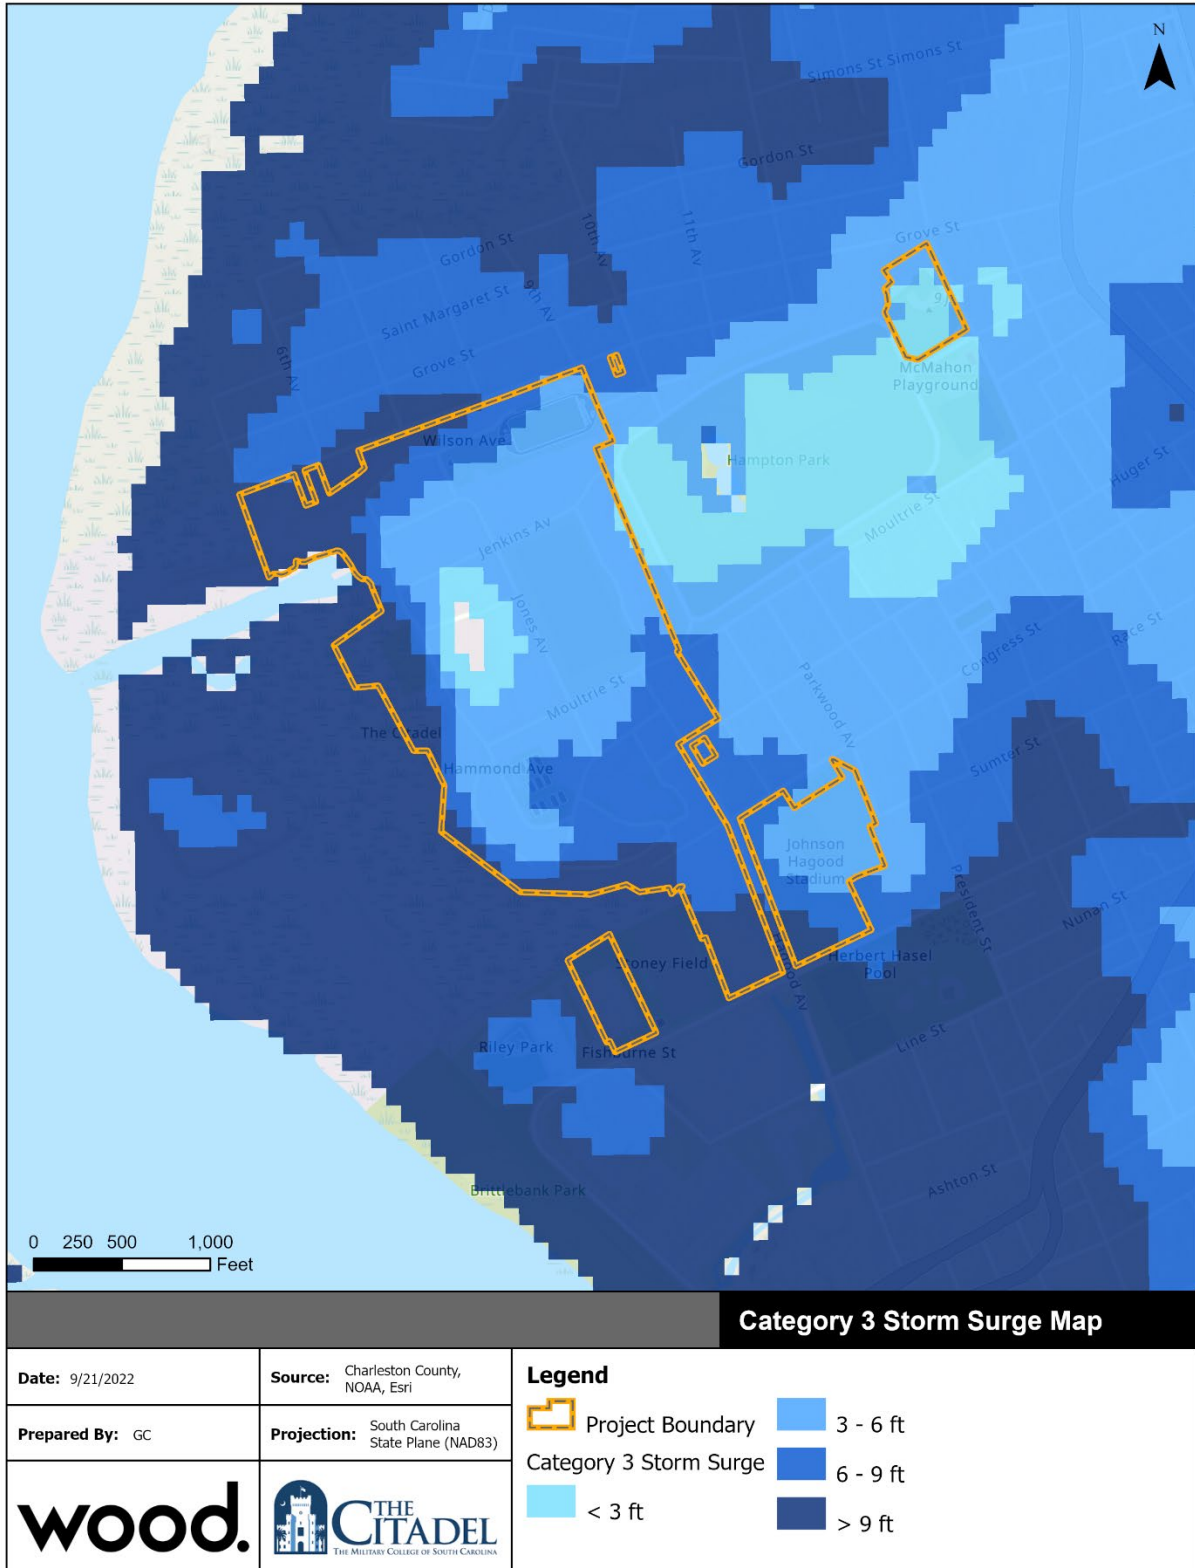 N
Simons St Simons St
Gordon St
10th Av
11th Av
Grove St
Gordon St
9th Av
Saint Margaret St
6th Av
Grove St
McMahon
Playground
Wilson Ave
Hampton Park
Huger St
Moultrie St
Jenkins Av
Jones Av
Race St
Congress St
Parkwood Av
Moultrie St
The Citadel
Sumter St
Hammond Ave
Johnson
Hagood
Stadium
President St
Nunan St
Stoney Field
Hagood Av
Herbert Hasel
Pool
Line St
Riley Park
Fishburne St
Ashton St
Brittlebank Park
0 250 500 1,000
Feet
Category 3 Storm Surge Map
Date: 9/21/2022
Source: Charleston County,
NOAA, Esri
Prepared By: GC
Projection: South Carolina
State Plane (NAD83)
wood.
THE
CITADEL
THE MILITARY COLLEGE OF SOUTH CAROLINA
Legend
Project Boundary
Category 3 Storm Surge
< 3 ft
3 - 6 ft
6 - 9 ft
> 9 ft